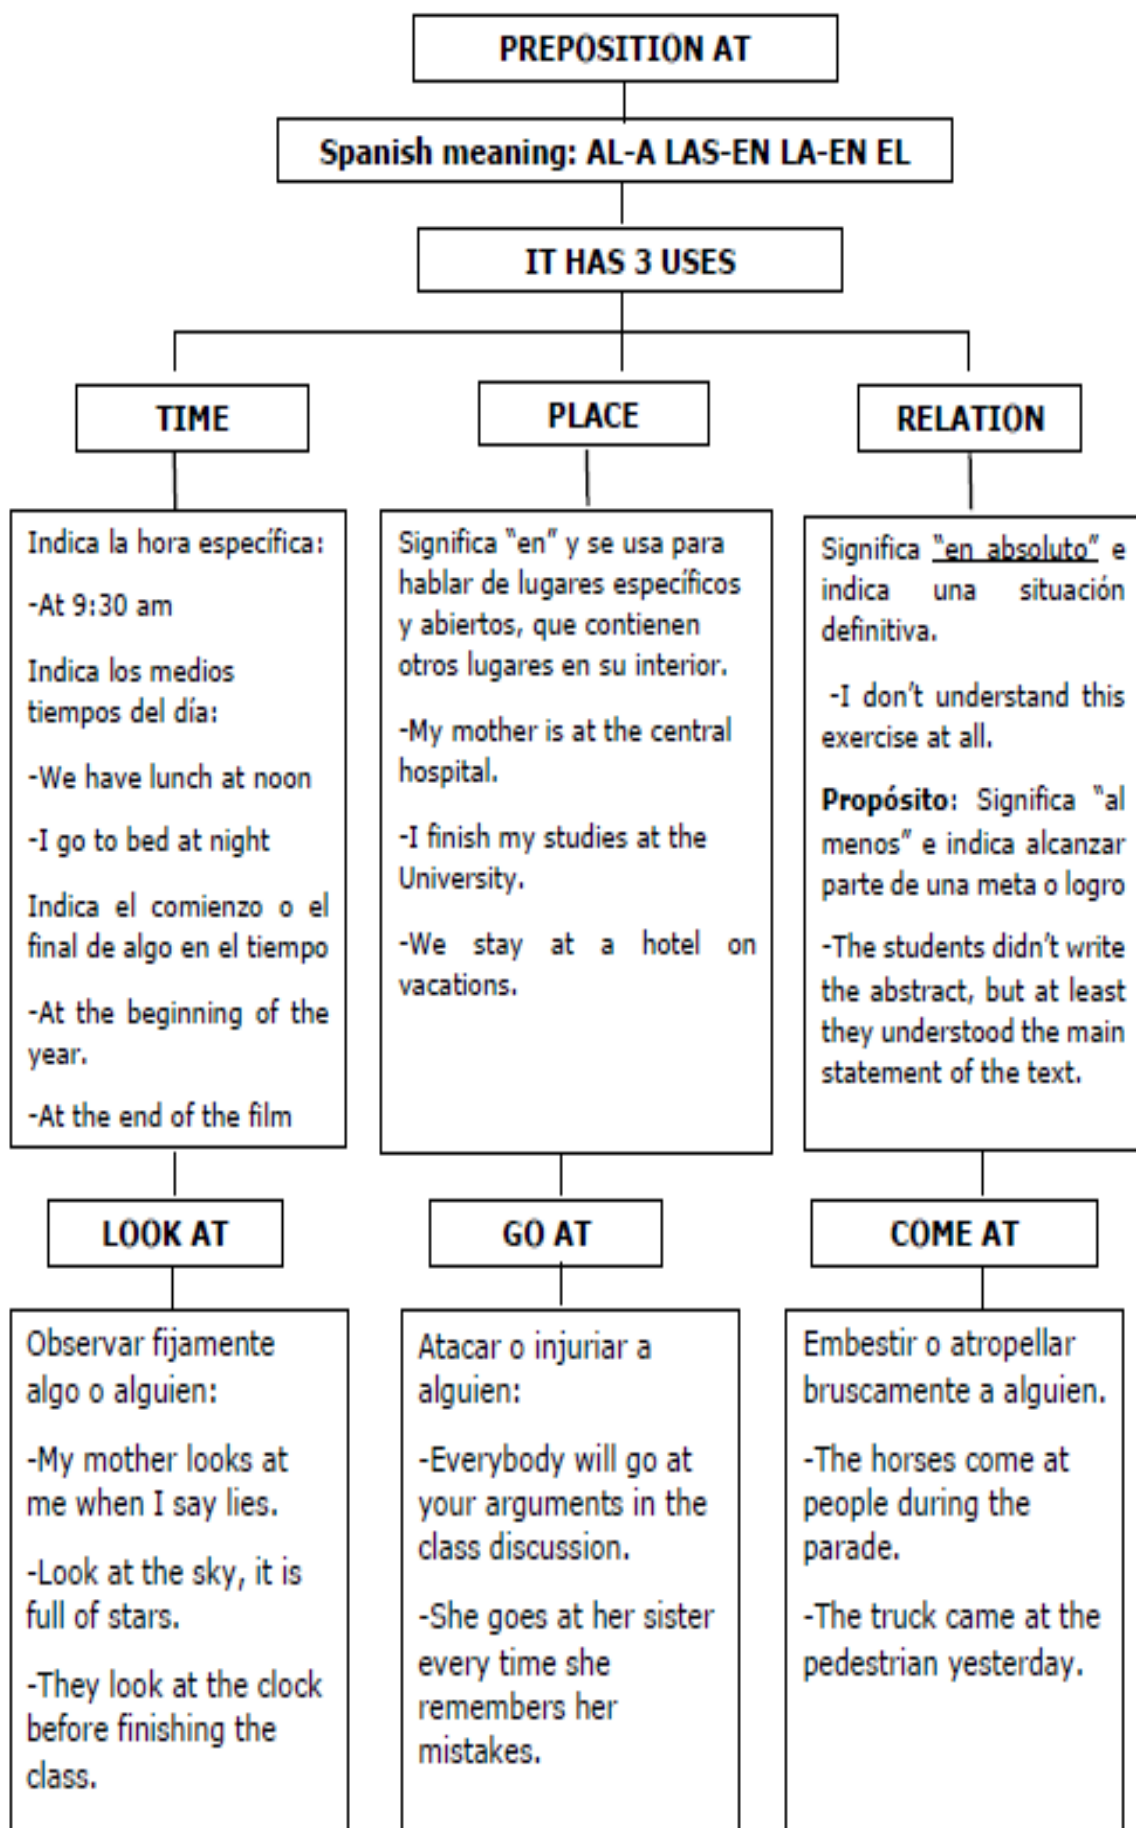 PREPOSITION AT
Spanish meaning: AL-A LAS-EN LA-EN EL
IT HAS 3 USES
TIME
Indica la hora específica:
-At 9:30 am
Indica los medios
tiempos del día:
-We have lunch at noon
-I go to bed at night
Indica el comienzo o el
final de algo en el tiempo
-At the beginning of the
year.
-At the end of the film
PLACE
Significa “en” y se usa para
hablar de lugares específicos
y abiertos, que contienen
otros lugares en su interior.
-My mother is at the central
hospital.
-I finish my studies at the
University.
-We stay at a hotel on
vacations.
RELATION
Significa “en absoluto” e
indica una situación
definitiva.
-I don’t understand this
exercise at all.
Propósito: Significa “al
menos” e indica alcanzar
parte de una meta o logro
-The students didn’t write
the abstract, but at least
they understood the main
statement of the text.
LOOK AT
Observar fijamente
algo o alguien:
-My mother looks at
me when I say lies.
-Look at the sky, it is
full of stars.
-They look at the clock
before finishing the
class.
GO AT
Atacar o injuriar a
alguien:
-Everybody will go at
your arguments in the
class discussion.
-She goes at her sister
every time she
remembers her
mistakes.
COME AT
Embestir o atropellar
bruscamente a alguien.
-The horses come at
people during the
parade.
-The truck came at the
pedestrian yesterday.